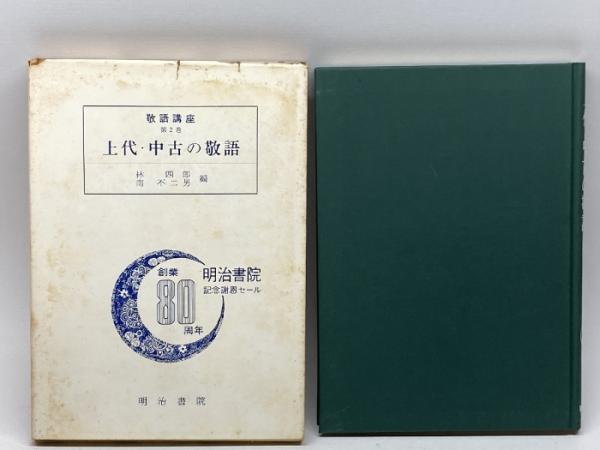 敬語講座
第2巻
上代・中古の敬語
林 四郎
南 不二男 編
創業
80
周年
明治書院
記念謝恩セール
明治書院